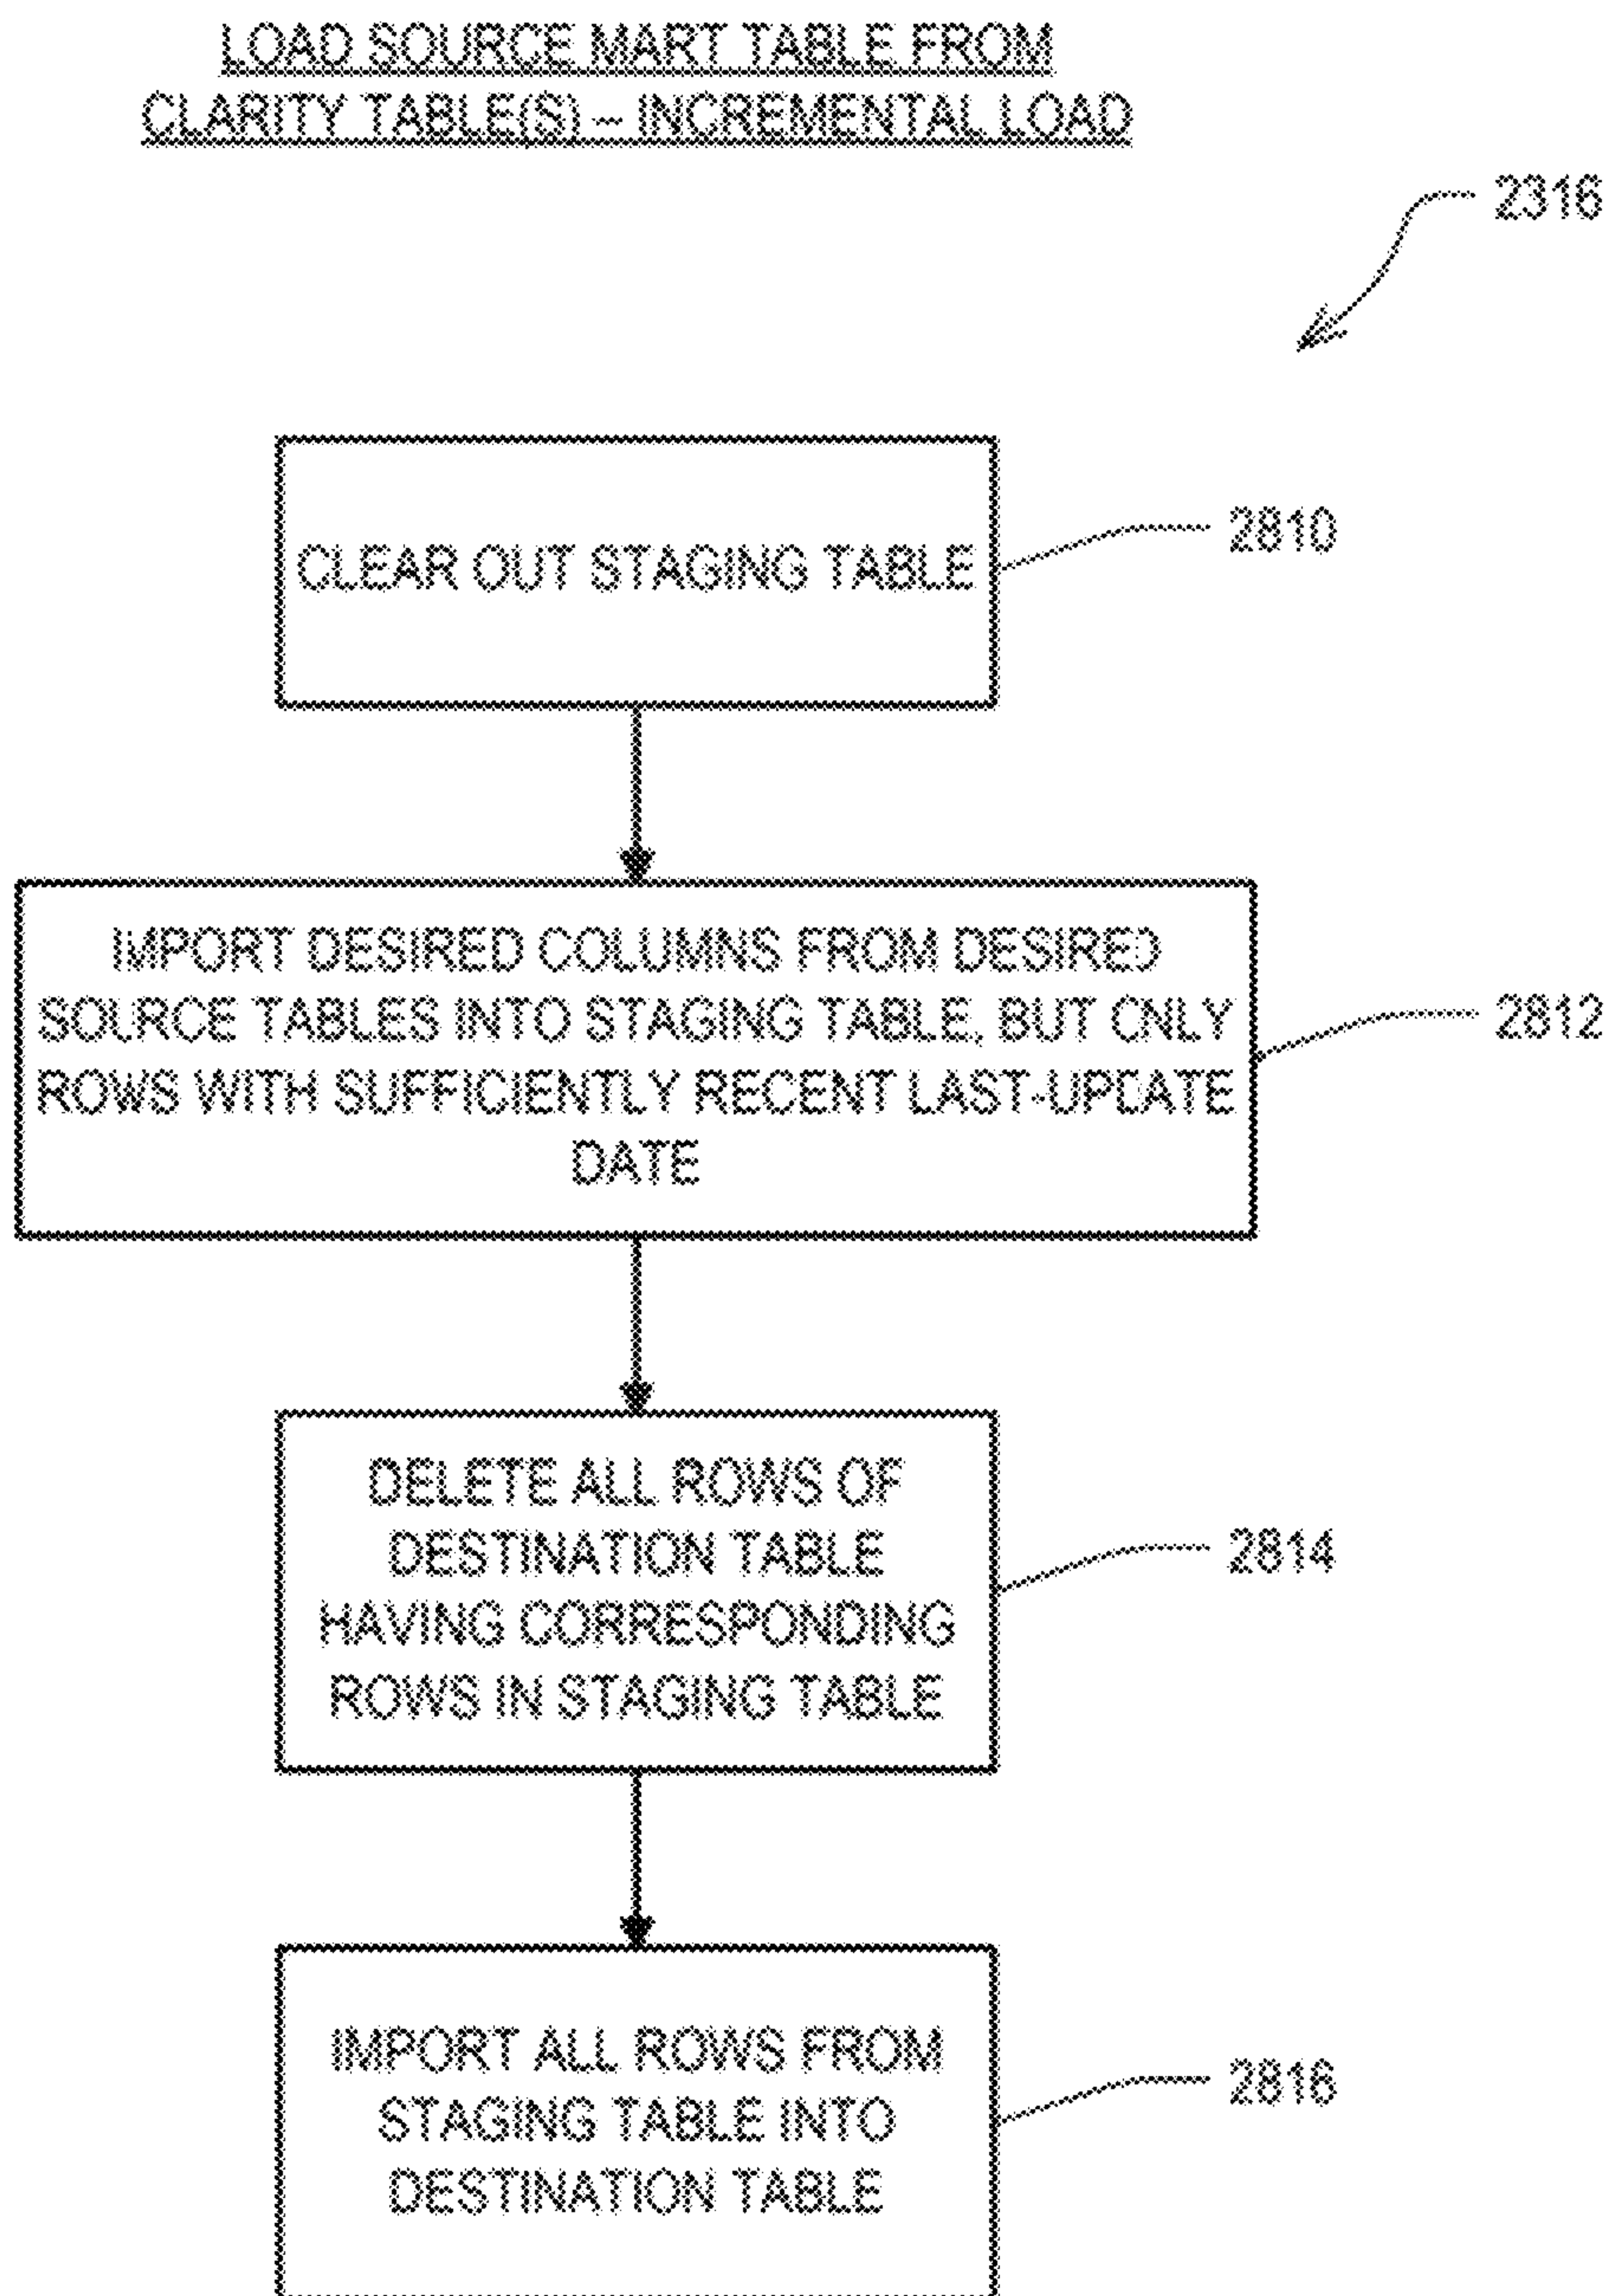 LOAD SOURCE MART TABLE FROM
CLARITY TABLE(S) – INCREMENTAL LOAD
2316
CLEAR OUT STAGING TABLE
2810
IMPORT DESIRED COLUMNS FROM DESIRED
SOURCE TABLES INTO STAGING TABLE, BUT ONLY
ROWS WITH SUFFICIENTLY RECENT LAST-UPDATE
DATE
2812
DELETE ALL ROWS OF
DESTINATION TABLE
HAVING CORRESPONDING
ROWS IN STAGING TABLE
2814
IMPORT ALL ROWS FROM
STAGING TABLE INTO
DESTINATION TABLE
2816